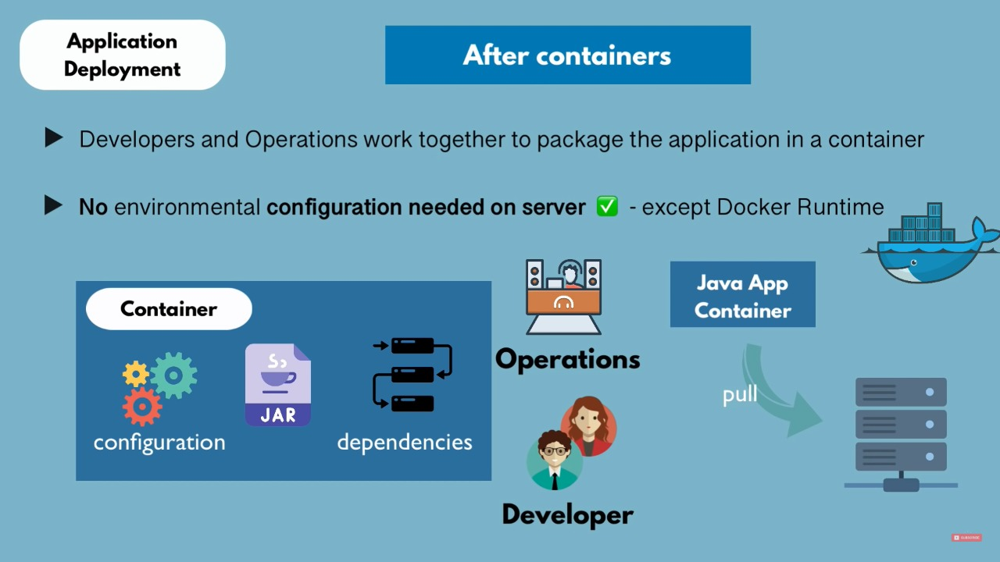 Application
Deployment
After containers
Developers and Operations work together to package the application in a container
No environmental configuration needed on server ✅ - except Docker Runtime
Container
JAR
configuration
dependencies
Operations
Developer
Java App
Container
pull
SUBSCRIBE